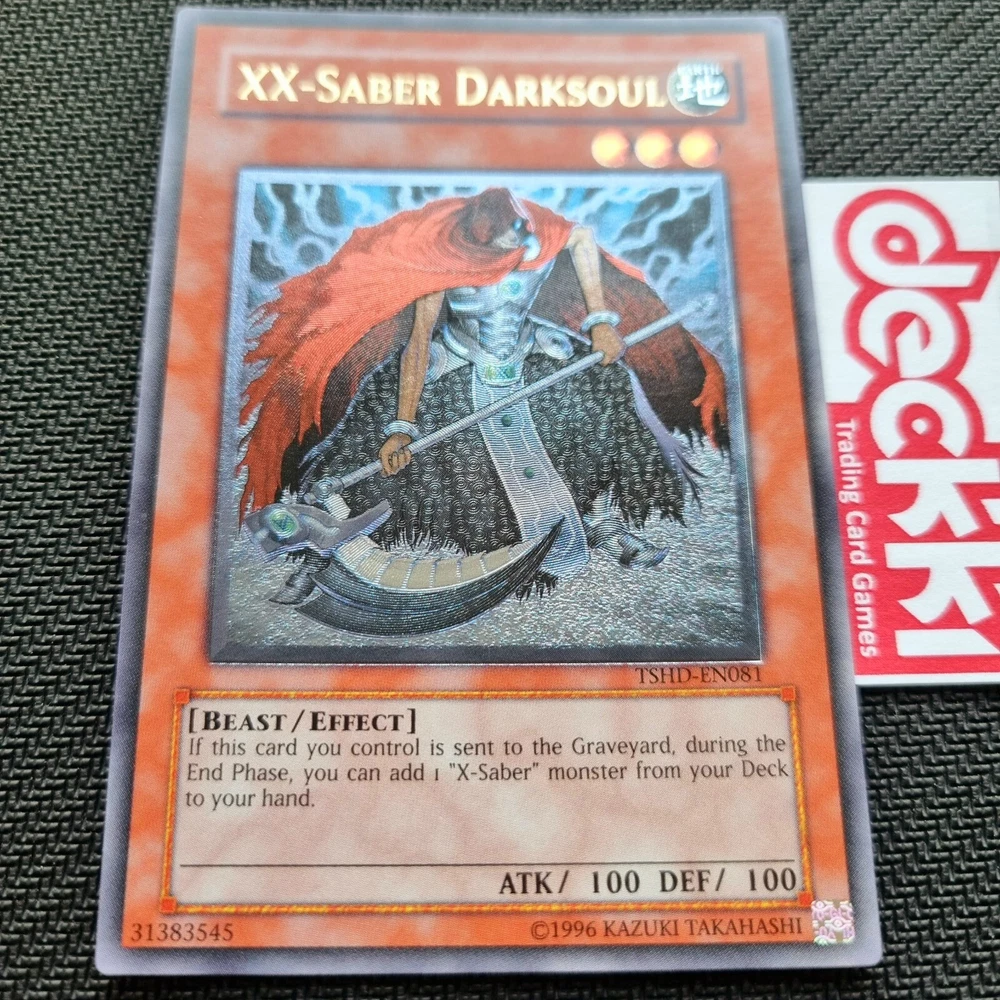 XX-SABER DARKSOUL
EARTH
地
TSHD-EN081
[BEAST/EFFECT]
If this card you control is sent to the Graveyard, during the
End Phase, you can add 1 "X-Saber" monster from your Deck
to your hand.
ATK/ 100 DEF/ 100
31383545
©1996 KAZUKI TAKAHASHI
dekki
Trading Card Games